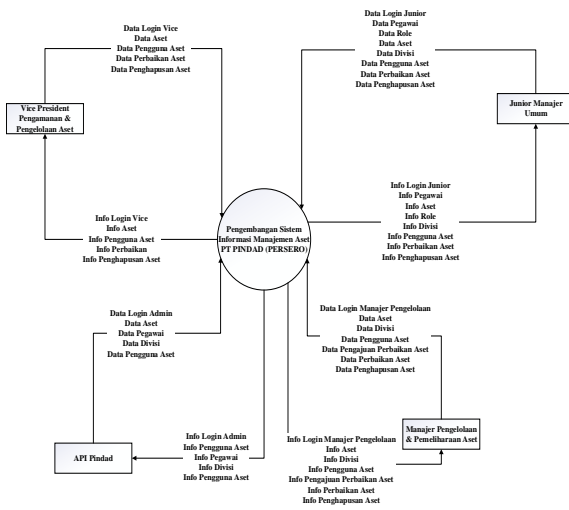 Data Login Vice
Data Aset
Data Pengguna Aset
Data Perbaikan Aset
Data Penghapusan Aset
Data Login Junior
Data Pegawai
Data Role
Data Aset
Data Divisi
Data Pengguna Aset
Data Perbaikan Aset
Data Penghapusan Aset
Vice President
Pengamanan &
Pengelolaan Aset
Junior Manajer
Umum
Info Login Vice
Info Aset
Info Pengguna Aset
Info Perbaikan
Info Penghapusan Aset
Pengembangan Sistem
Informasi Manajemen Aset
PT PINDAD (PERSERO)
Info Login Junior
Info Pegawai
Info Aset
Info Role
Info Divisi
Info Pengguna Aset
Info Perbaikan Aset
Info Penghapusan Aset
Data Login Admin
Data Aset
Data Pegawai
Data Divisi
Data Pengguna Aset
Data Login Manajer Pengelolaan
Data Aset
Data Divisi
Data Pengguna Aset
Data Pengajuan Perbaikan Aset
Data Perbaikan Aset
Data Penghapusan Aset
API Pindad
Info Login Admin
Info Pengguna Aset
Info Pegawai
Info Divisi
Info Pengguna Aset
Info Login Manajer Pengelolaan
Info Aset
Info Divisi
Info Pengguna Aset
Info Pengajuan Perbaikan Aset
Info Perbaikan Aset
Info Penghapusan Aset
Manajer Pengelolaan
& Pemeliharaan Aset